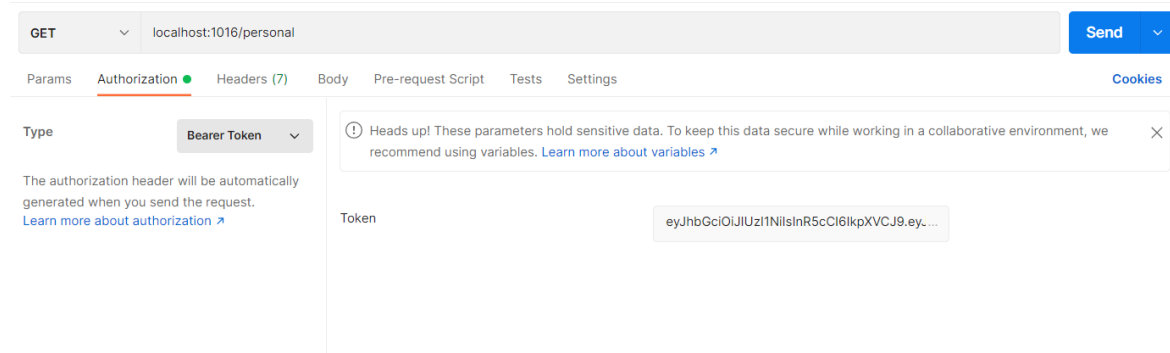 GET localhost:1016/personal Send
Params Authorization Headers (7) Body Pre-request Script Tests Settings Cookies
Type Bearer Token
The authorization header will be automatically
generated when you send the request.
Learn more about authorization ↗
Heads up! These parameters hold sensitive data. To keep this data secure while working in a collaborative environment, we
recommend using variables. Learn more about variables ↗
Token eyJhbGciOiJIUzI1NiIsInR5cCI6IkpXVCJ9.ey...